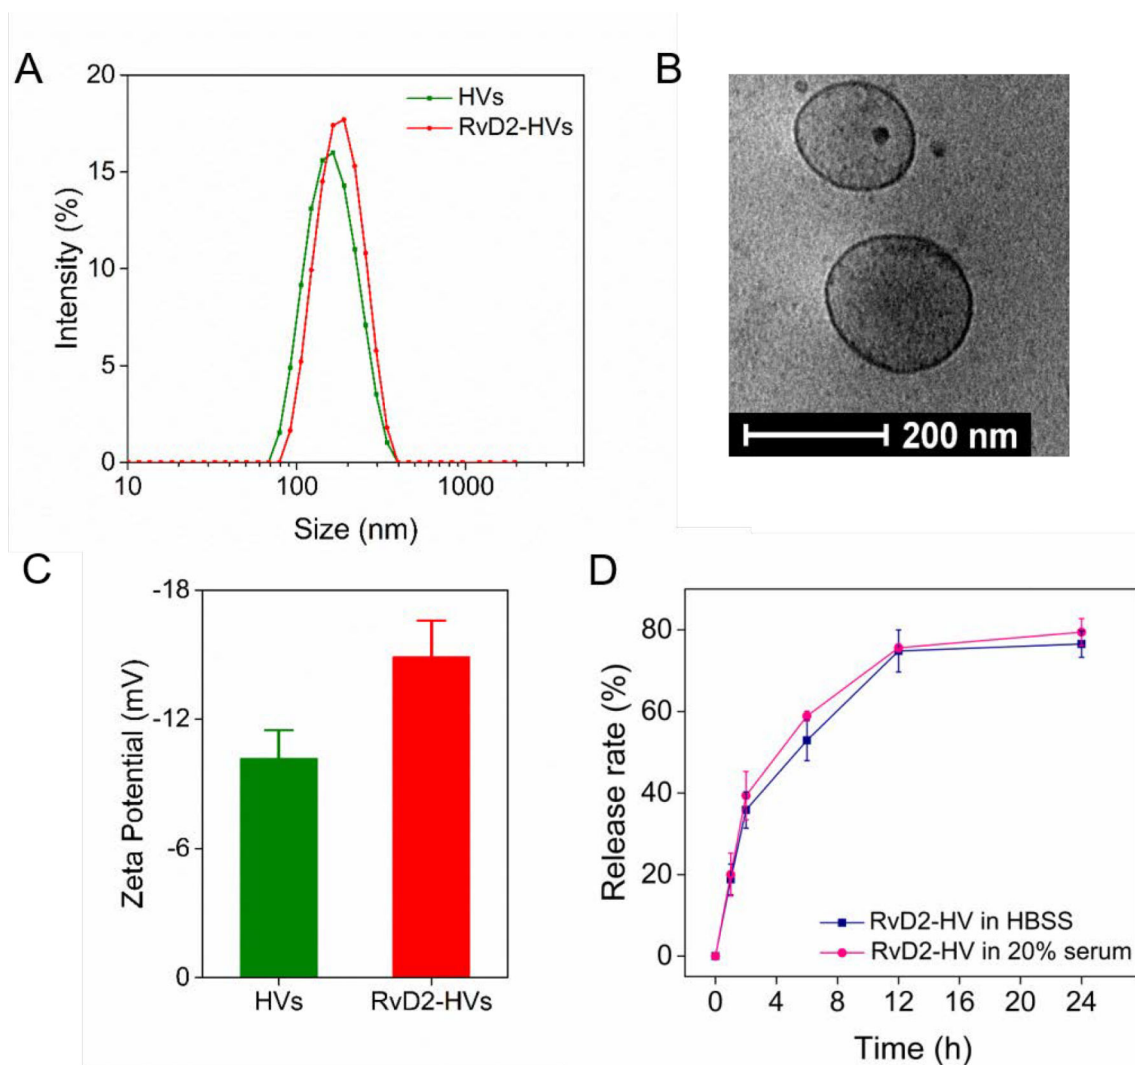 A
20
15
10
5
0
Intensity (%)
HVs
RvD2-HVs
10 100 1000
Size (nm)
B
200 nm
C
-18
-12
-6
0
Zeta Potential (mV)
HVs RvD2-HVs
D
80
60
40
20
0
Release rate (%)
RvD2-HV in HBSS
RvD2-HV in 20% serum
0 4 8 12 16 20 24
Time (h)